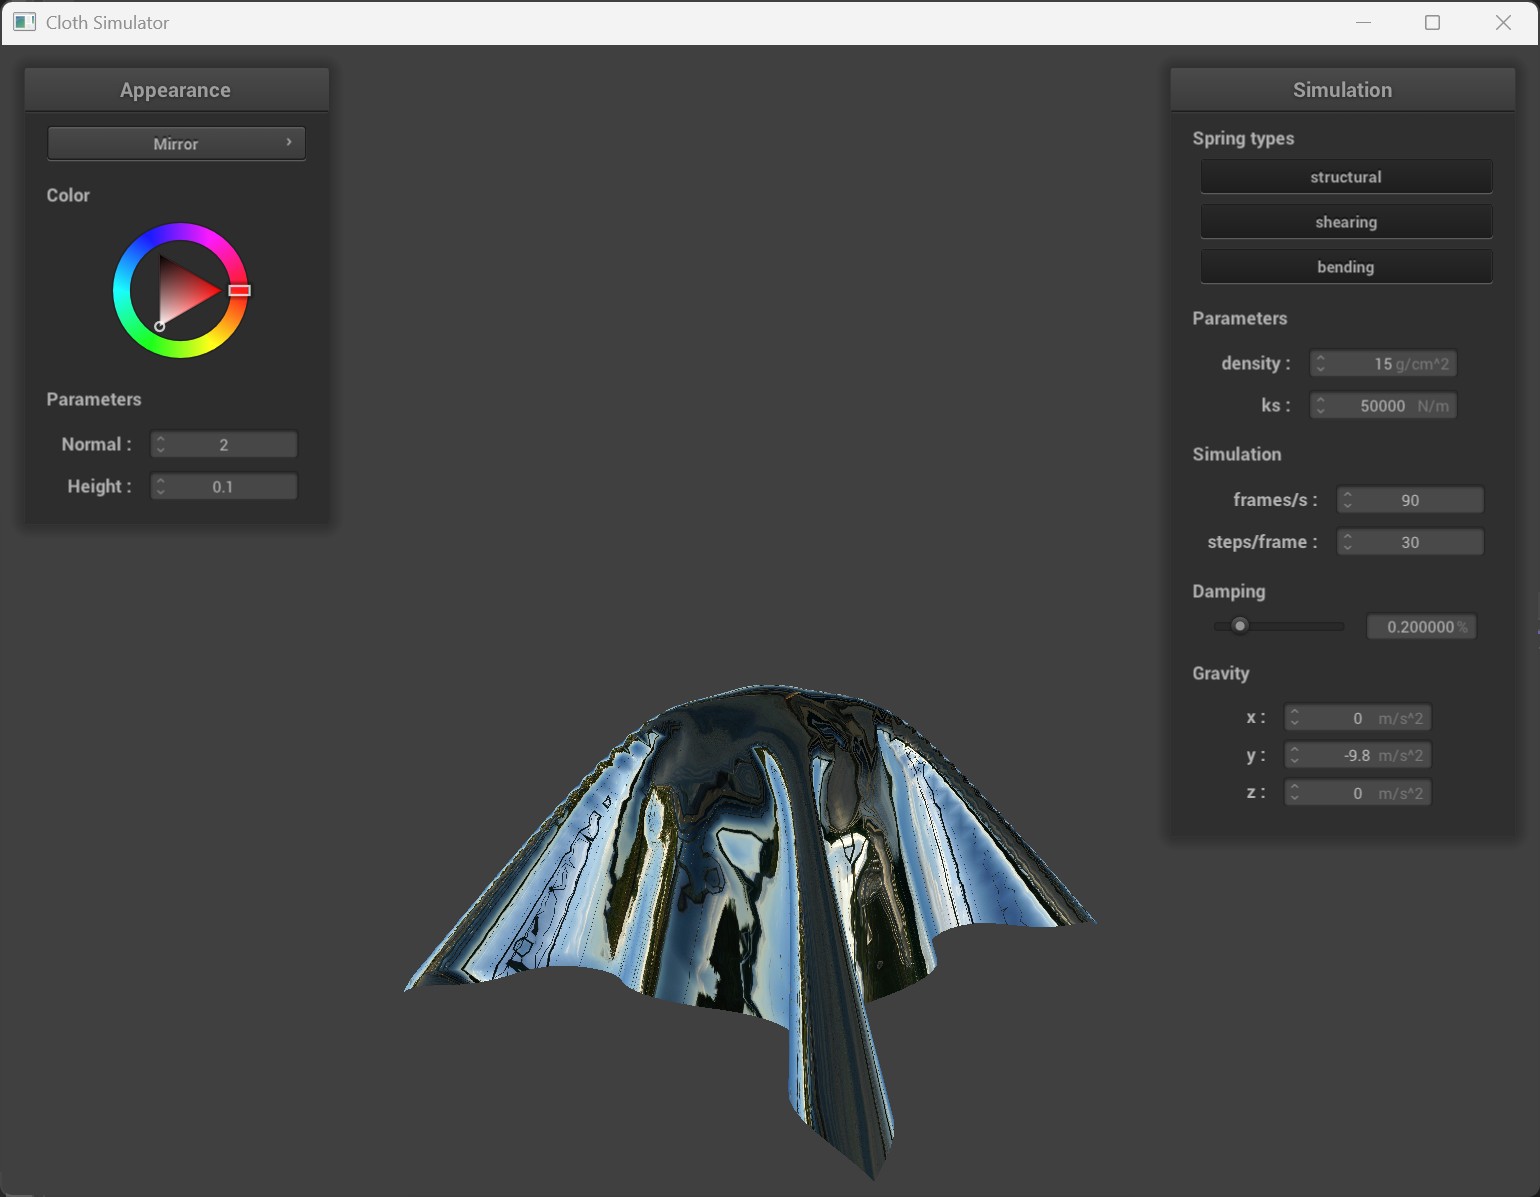 Cloth Simulator
Appearance
Mirror
Color
Parameters
Normal : 2
Height : 0.1
Simulation
Spring types
structural
shearing
bending
Parameters
density : 15 g/cm^2
ks : 50000 N/m
Simulation
frames/s : 90
steps/frame : 30
Damping
0.200000 %
Gravity
x : 0 m/s^2
y : -9.8 m/s^2
z : 0 m/s^2